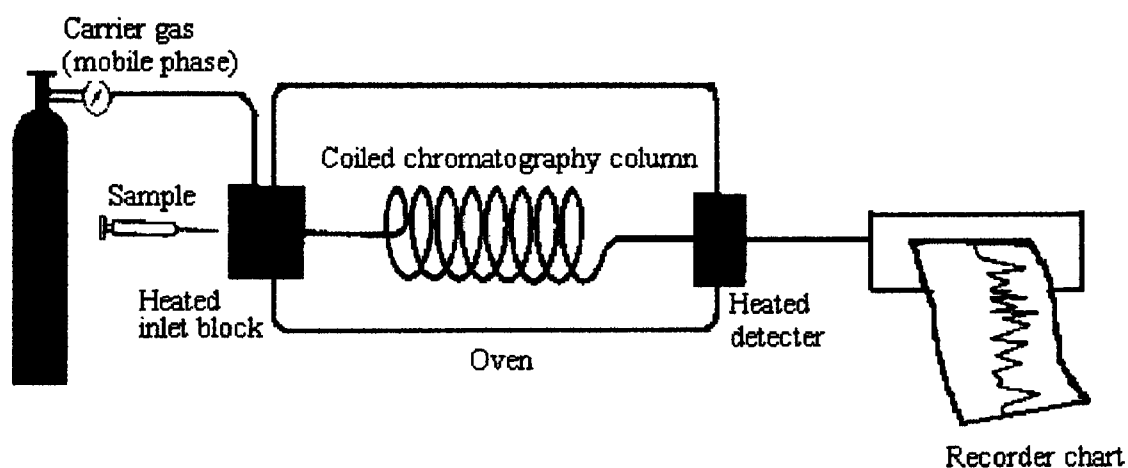 Carrier gas
(mobile phase)
Coiled chromatography column
Sample
Heated
inlet block
Heated
detecter
Oven
Recorder chart